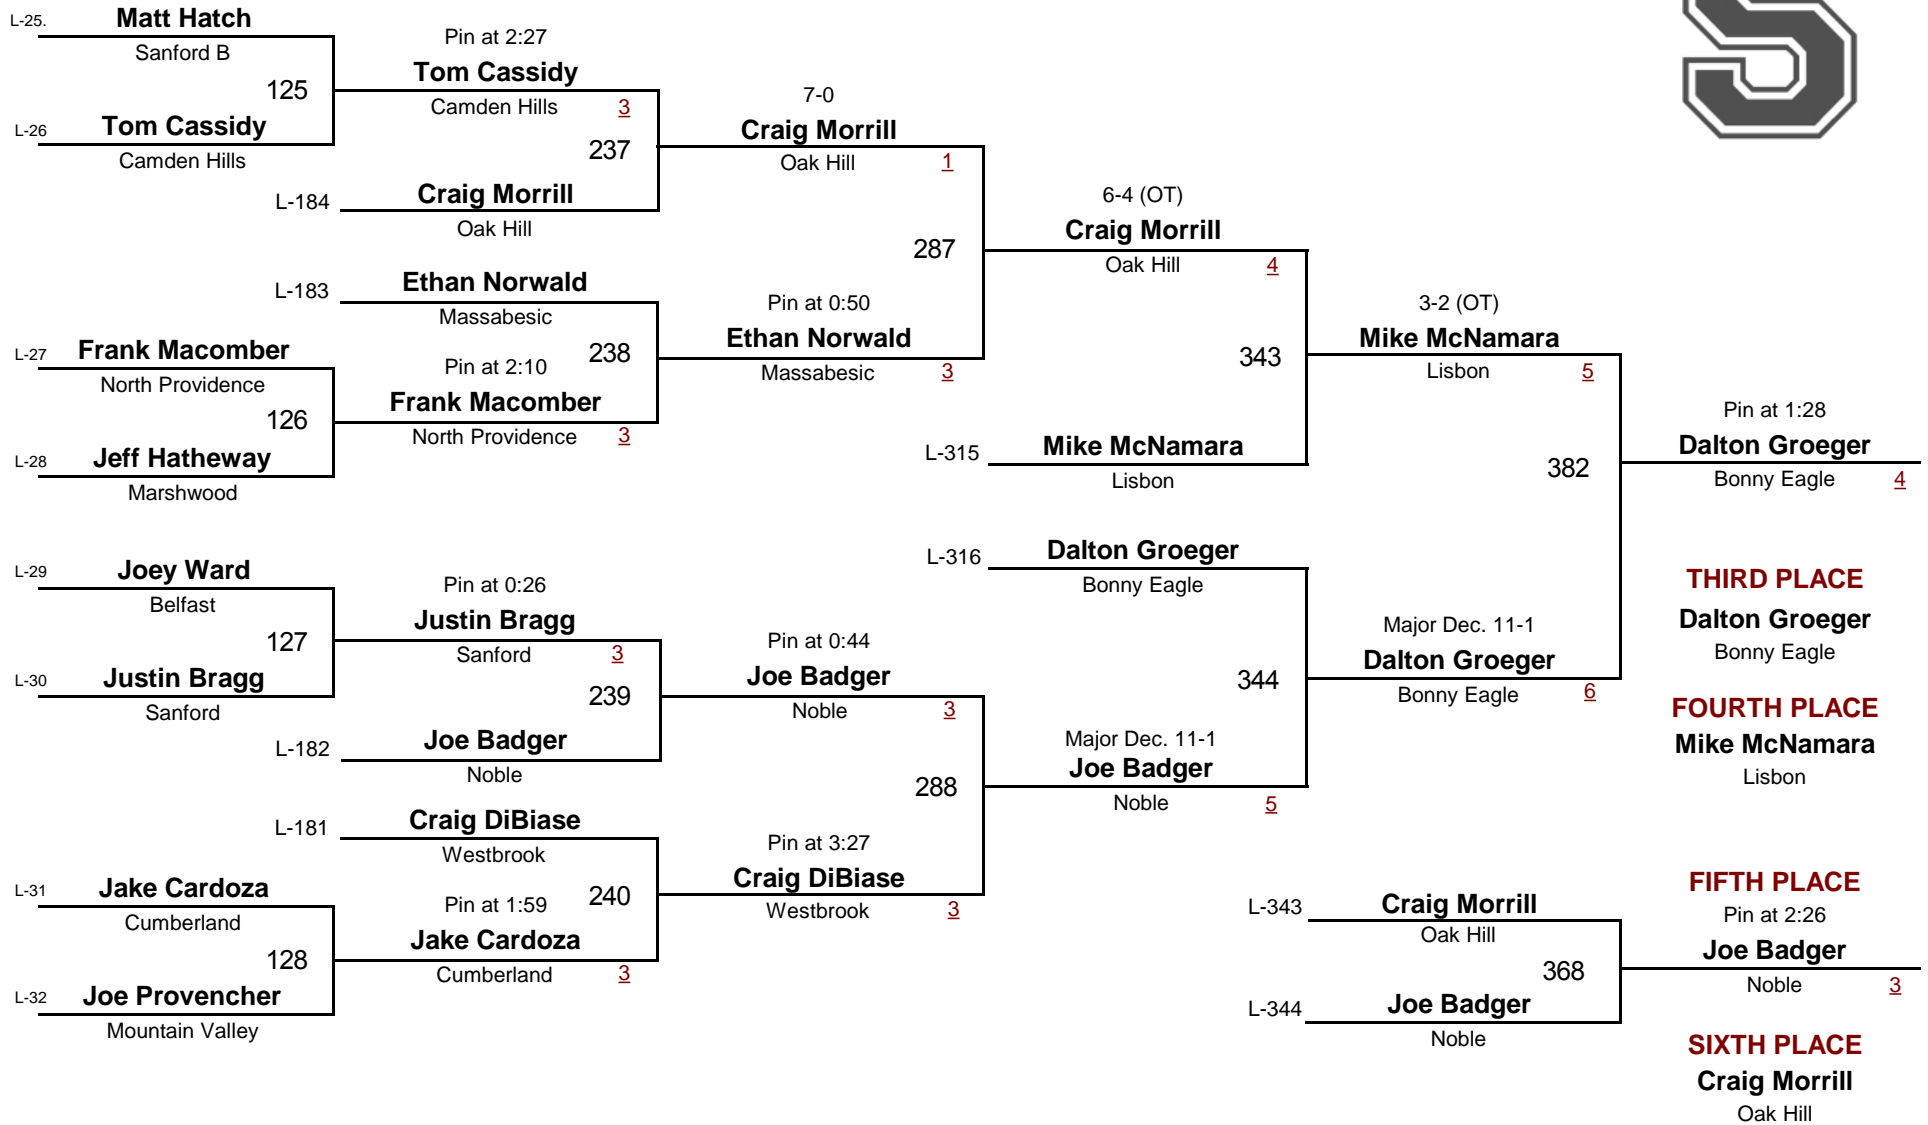 L-25.
Matt Hatch
Sanford B
125
L-26
Tom Cassidy
Camden Hills
Pin at 2:27
Tom Cassidy
Camden Hills 3
237
L-184
Craig Morrill
Oak Hill
7-0
Craig Morrill
Oak Hill 1
L-183
Ethan Norwald
Massabesic
238
L-27
Frank Macomber
North Providence
126
L-28
Jeff Hatheway
Marshwood
Pin at 2:10
Frank Macomber
North Providence 3
Pin at 0:50
Ethan Norwald
Massabesic 3
287
6-4 (OT)
Craig Morrill
Oak Hill 4
343
L-315
Mike McNamara
Lisbon
3-2 (OT)
Mike McNamara
Lisbon 5
382
Pin at 1:28
Dalton Groeger
Bonny Eagle 4
L-29
Joey Ward
Belfast
127
L-30
Justin Bragg
Sanford
Pin at 0:26
Justin Bragg
Sanford 3
239
L-182
Joe Badger
Noble
Pin at 0:44
Joe Badger
Noble 3
288
L-181
Craig DiBiase
Westbrook
240
L-31
Jake Cardoza
Cumberland
128
L-32
Joe Provencher
Mountain Valley
Pin at 1:59
Jake Cardoza
Cumberland 3
Pin at 3:27
Craig DiBiase
Westbrook 3
L-316
Dalton Groeger
Bonny Eagle
344
Major Dec. 11-1
Joe Badger
Noble 5
Major Dec. 11-1
Dalton Groeger
Bonny Eagle 6
THIRD PLACE
Dalton Groeger
Bonny Eagle
FOURTH PLACE
Mike McNamara
Lisbon
L-343
Craig Morrill
Oak Hill
368
L-344
Joe Badger
Noble
FIFTH PLACE
Pin at 2:26
Joe Badger
Noble 3
SIXTH PLACE
Craig Morrill
Oak Hill
S